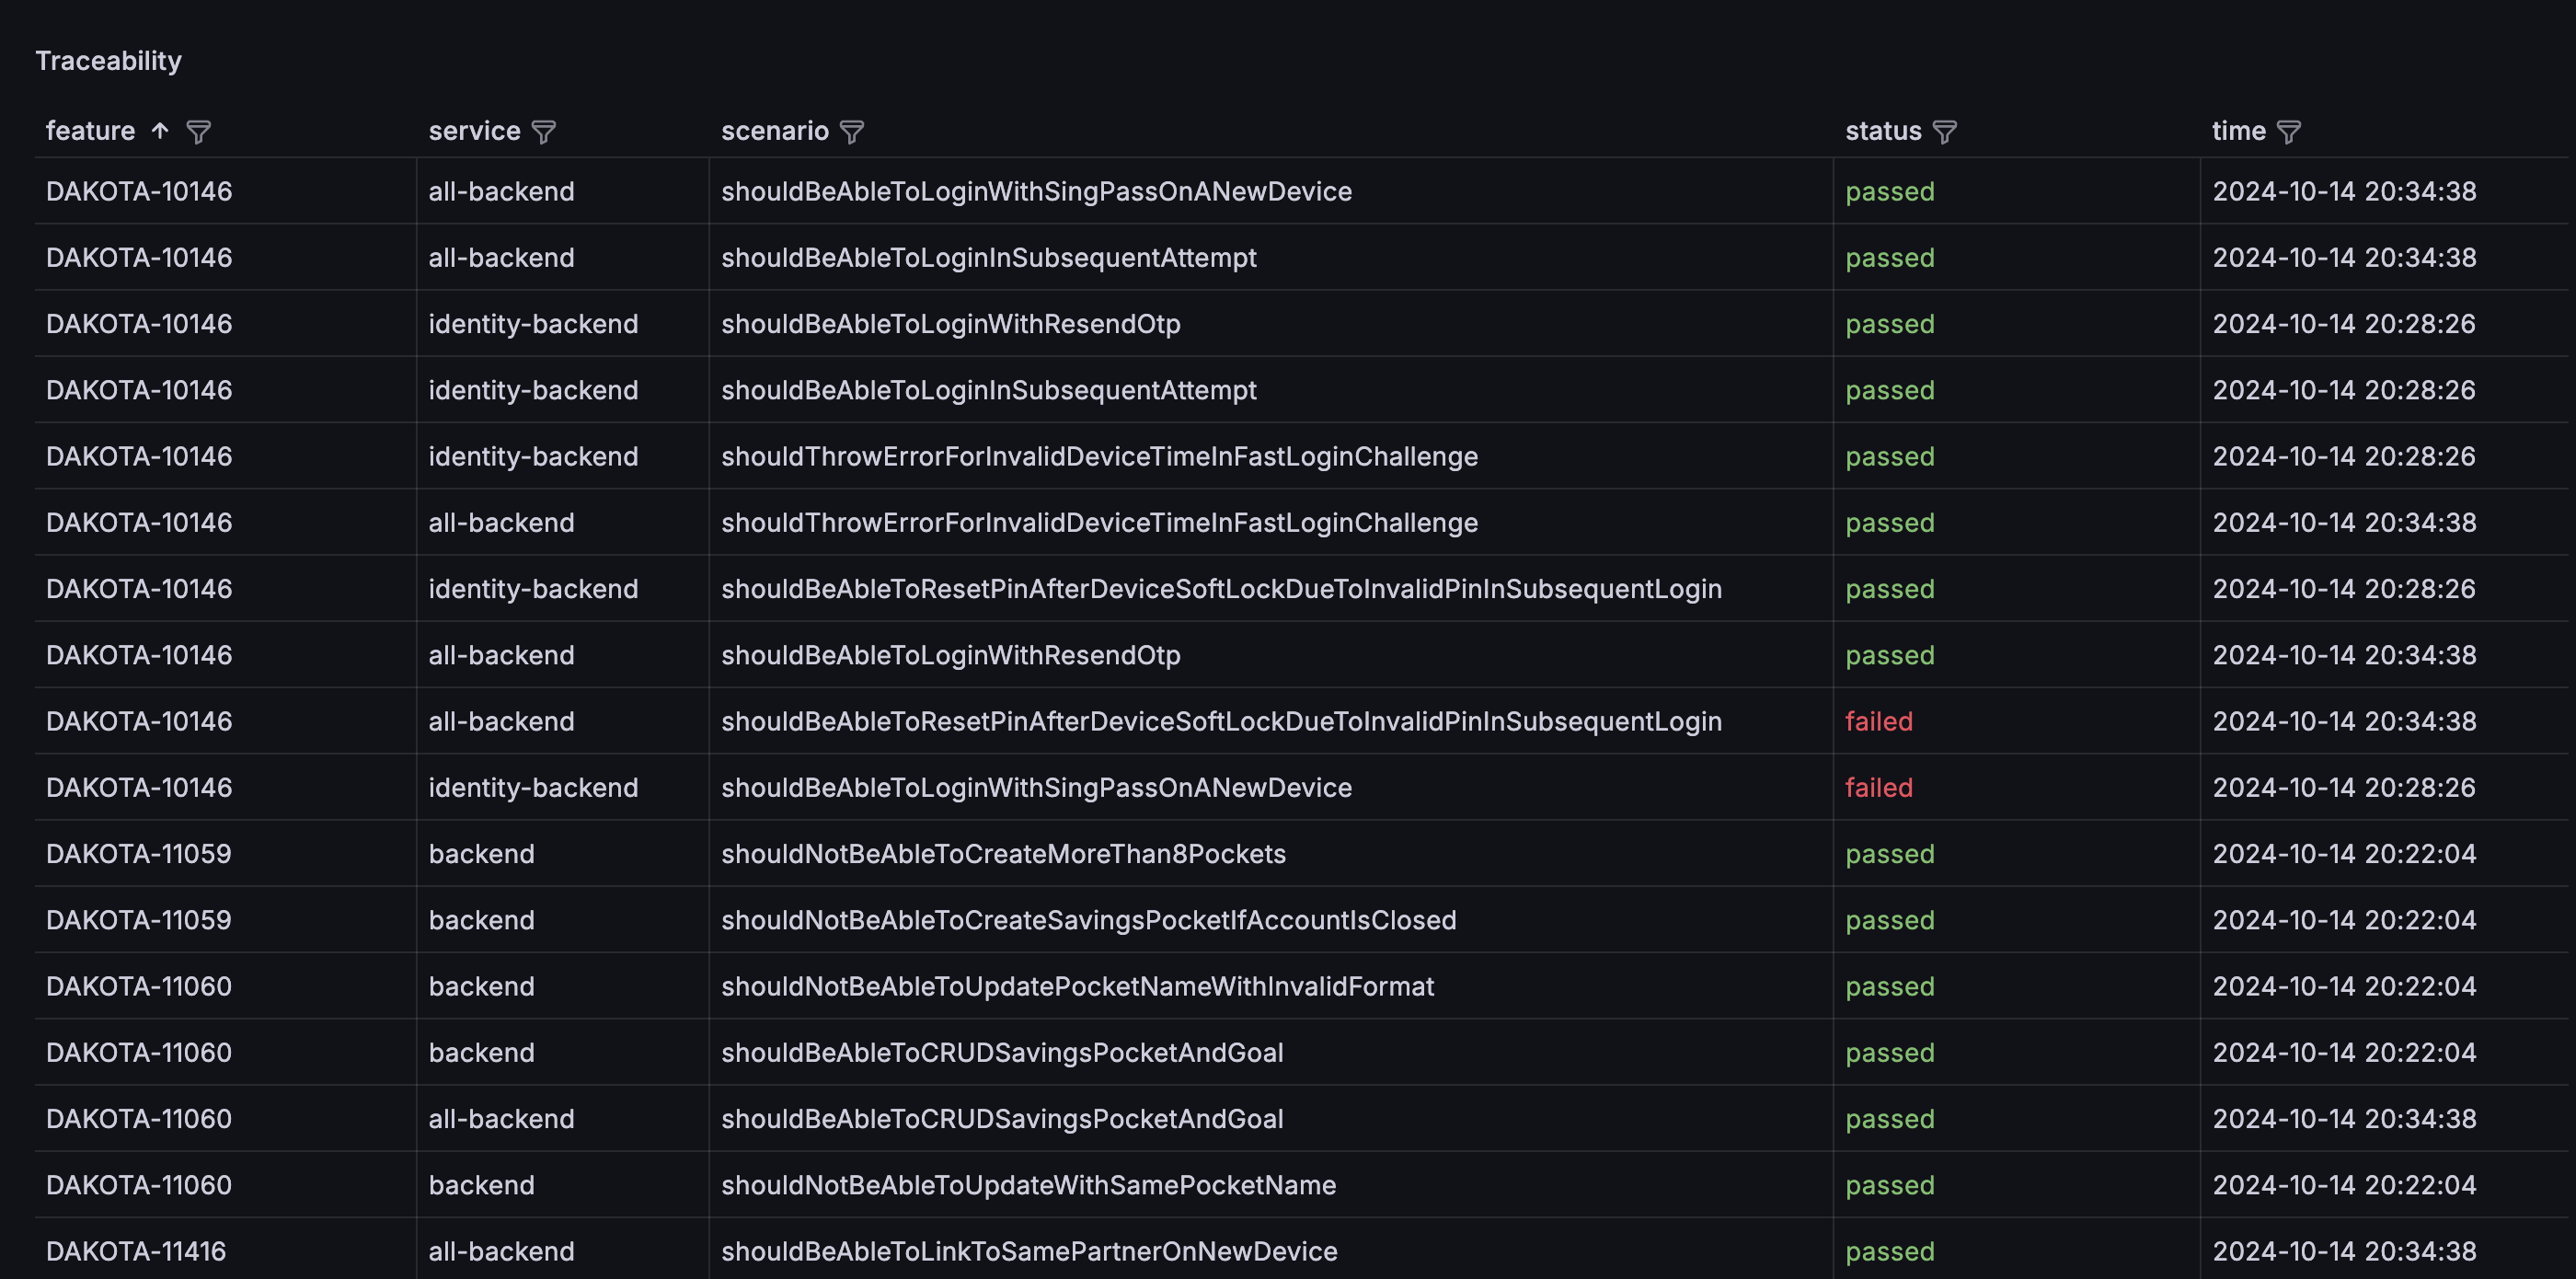 Traceability
feature service scenario status time
DAKOTA-10146 all-backend shouldBeAbleToLoginWithSingPassOnANewDevice passed 2024-10-14 20:34:38
DAKOTA-10146 all-backend shouldBeAbleToLoginInSubsequentAttempt passed 2024-10-14 20:34:38
DAKOTA-10146 identity-backend shouldBeAbleToLoginWithResendOtp passed 2024-10-14 20:28:26
DAKOTA-10146 identity-backend shouldBeAbleToLoginInSubsequentAttempt passed 2024-10-14 20:28:26
DAKOTA-10146 identity-backend shouldThrowErrorForInvalidDeviceTimeInFastLoginChallenge passed 2024-10-14 20:28:26
DAKOTA-10146 all-backend shouldThrowErrorForInvalidDeviceTimeInFastLoginChallenge passed 2024-10-14 20:34:38
DAKOTA-10146 identity-backend shouldBeAbleToResetPinAfterDeviceSoftLockDueToInvalidPinInSubsequentLogin passed 2024-10-14 20:28:26
DAKOTA-10146 all-backend shouldBeAbleToLoginWithResendOtp passed 2024-10-14 20:34:38
DAKOTA-10146 all-backend shouldBeAbleToResetPinAfterDeviceSoftLockDueToInvalidPinInSubsequentLogin failed 2024-10-14 20:34:38
DAKOTA-10146 identity-backend shouldBeAbleToLoginWithSingPassOnANewDevice failed 2024-10-14 20:28:26
DAKOTA-11059 backend shouldNotBeAbleToCreateMoreThan8Pockets passed 2024-10-14 20:22:04
DAKOTA-11059 backend shouldNotBeAbleToCreateSavingsPocketIfAccountIsClosed passed 2024-10-14 20:22:04
DAKOTA-11060 backend shouldNotBeAbleToUpdatePocketNameWithInvalidFormat passed 2024-10-14 20:22:04
DAKOTA-11060 backend shouldBeAbleToCRUDSavingsPocketAndGoal passed 2024-10-14 20:22:04
DAKOTA-11060 all-backend shouldBeAbleToCRUDSavingsPocketAndGoal passed 2024-10-14 20:34:38
DAKOTA-11060 backend shouldNotBeAbleToUpdateWithSamePocketName passed 2024-10-14 20:22:04
DAKOTA-11416 all-backend shouldBeAbleToLinkToSamePartnerOnNewDevice passed 2024-10-14 20:34:38